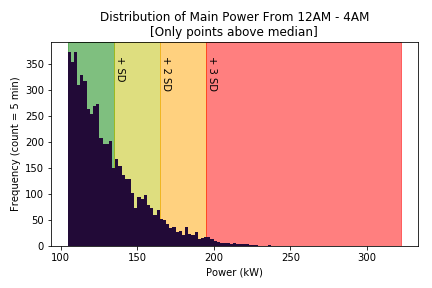 Distribution of Main Power From 12AM - 4AM
[Only points above median]
Frequency (count = 5 min)
350
300
250
200
150
100
50
0
+ SD
+ 2 SD
+ 3 SD
100
150
200
250
300
Power (kW)